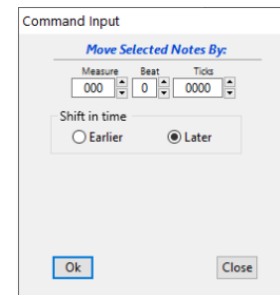 Command Input
Move Selected Notes By:
Measure Beat Ticks
000 0 0000
Shift in time
Earlier Later
Ok Close